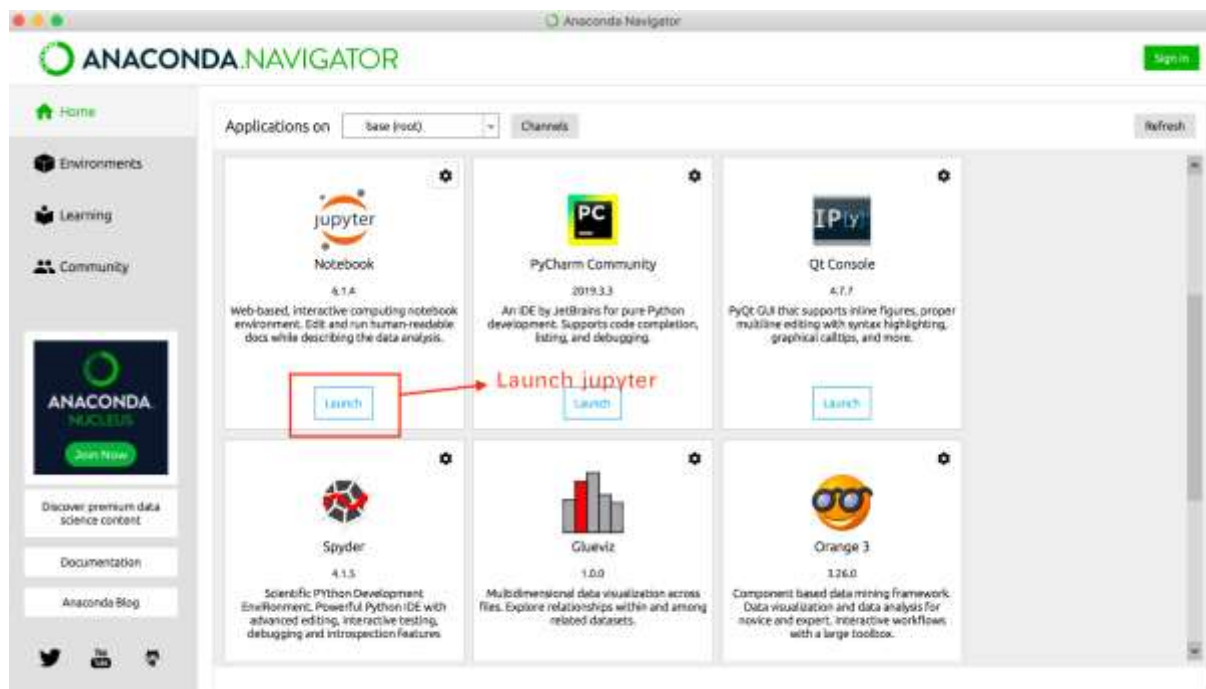 Anaconda Navigator
ANACONDA.NAVIGATOR
Sign in
Home
Environments
Learning
Community
ANACONDA.
NUCLEUS
Join Now
Discover premium data
science content
Documentation
Anaconda Blog
You
Tube
Applications on
base (root)
Channels
Refresh
jupyter
Notebook
6.1.4
Web-based, interactive computing notebook
environment. Edit and run human-readable
docs while describing the data analysis.
Launch
PC
PyCharm Community
2019.3.3
An IDE by JetBrains for pure Python
development. Supports code completion,
listing, and debugging.
Launch jupyter
Launch
IP[y]
Qt Console
4.7.7
PyQt GUI that supports inline figures, proper
multiline editing with syntax highlighting,
graphical calltips, and more.
Launch
Spyder
4.1.5
Scientific PYthon Development
EnviRonment. Powerful Python IDE with
advanced editing, interactive testing,
debugging and introspection features
Glueviz
1.0.0
Multidimensional data visualization across
files. Explore relationships within and among
related datasets.
Orange 3
3.26.0
Component based data mining framework.
Data visualization and data analysis for
novice and expert. Interactive workflows
with a large toolbox.